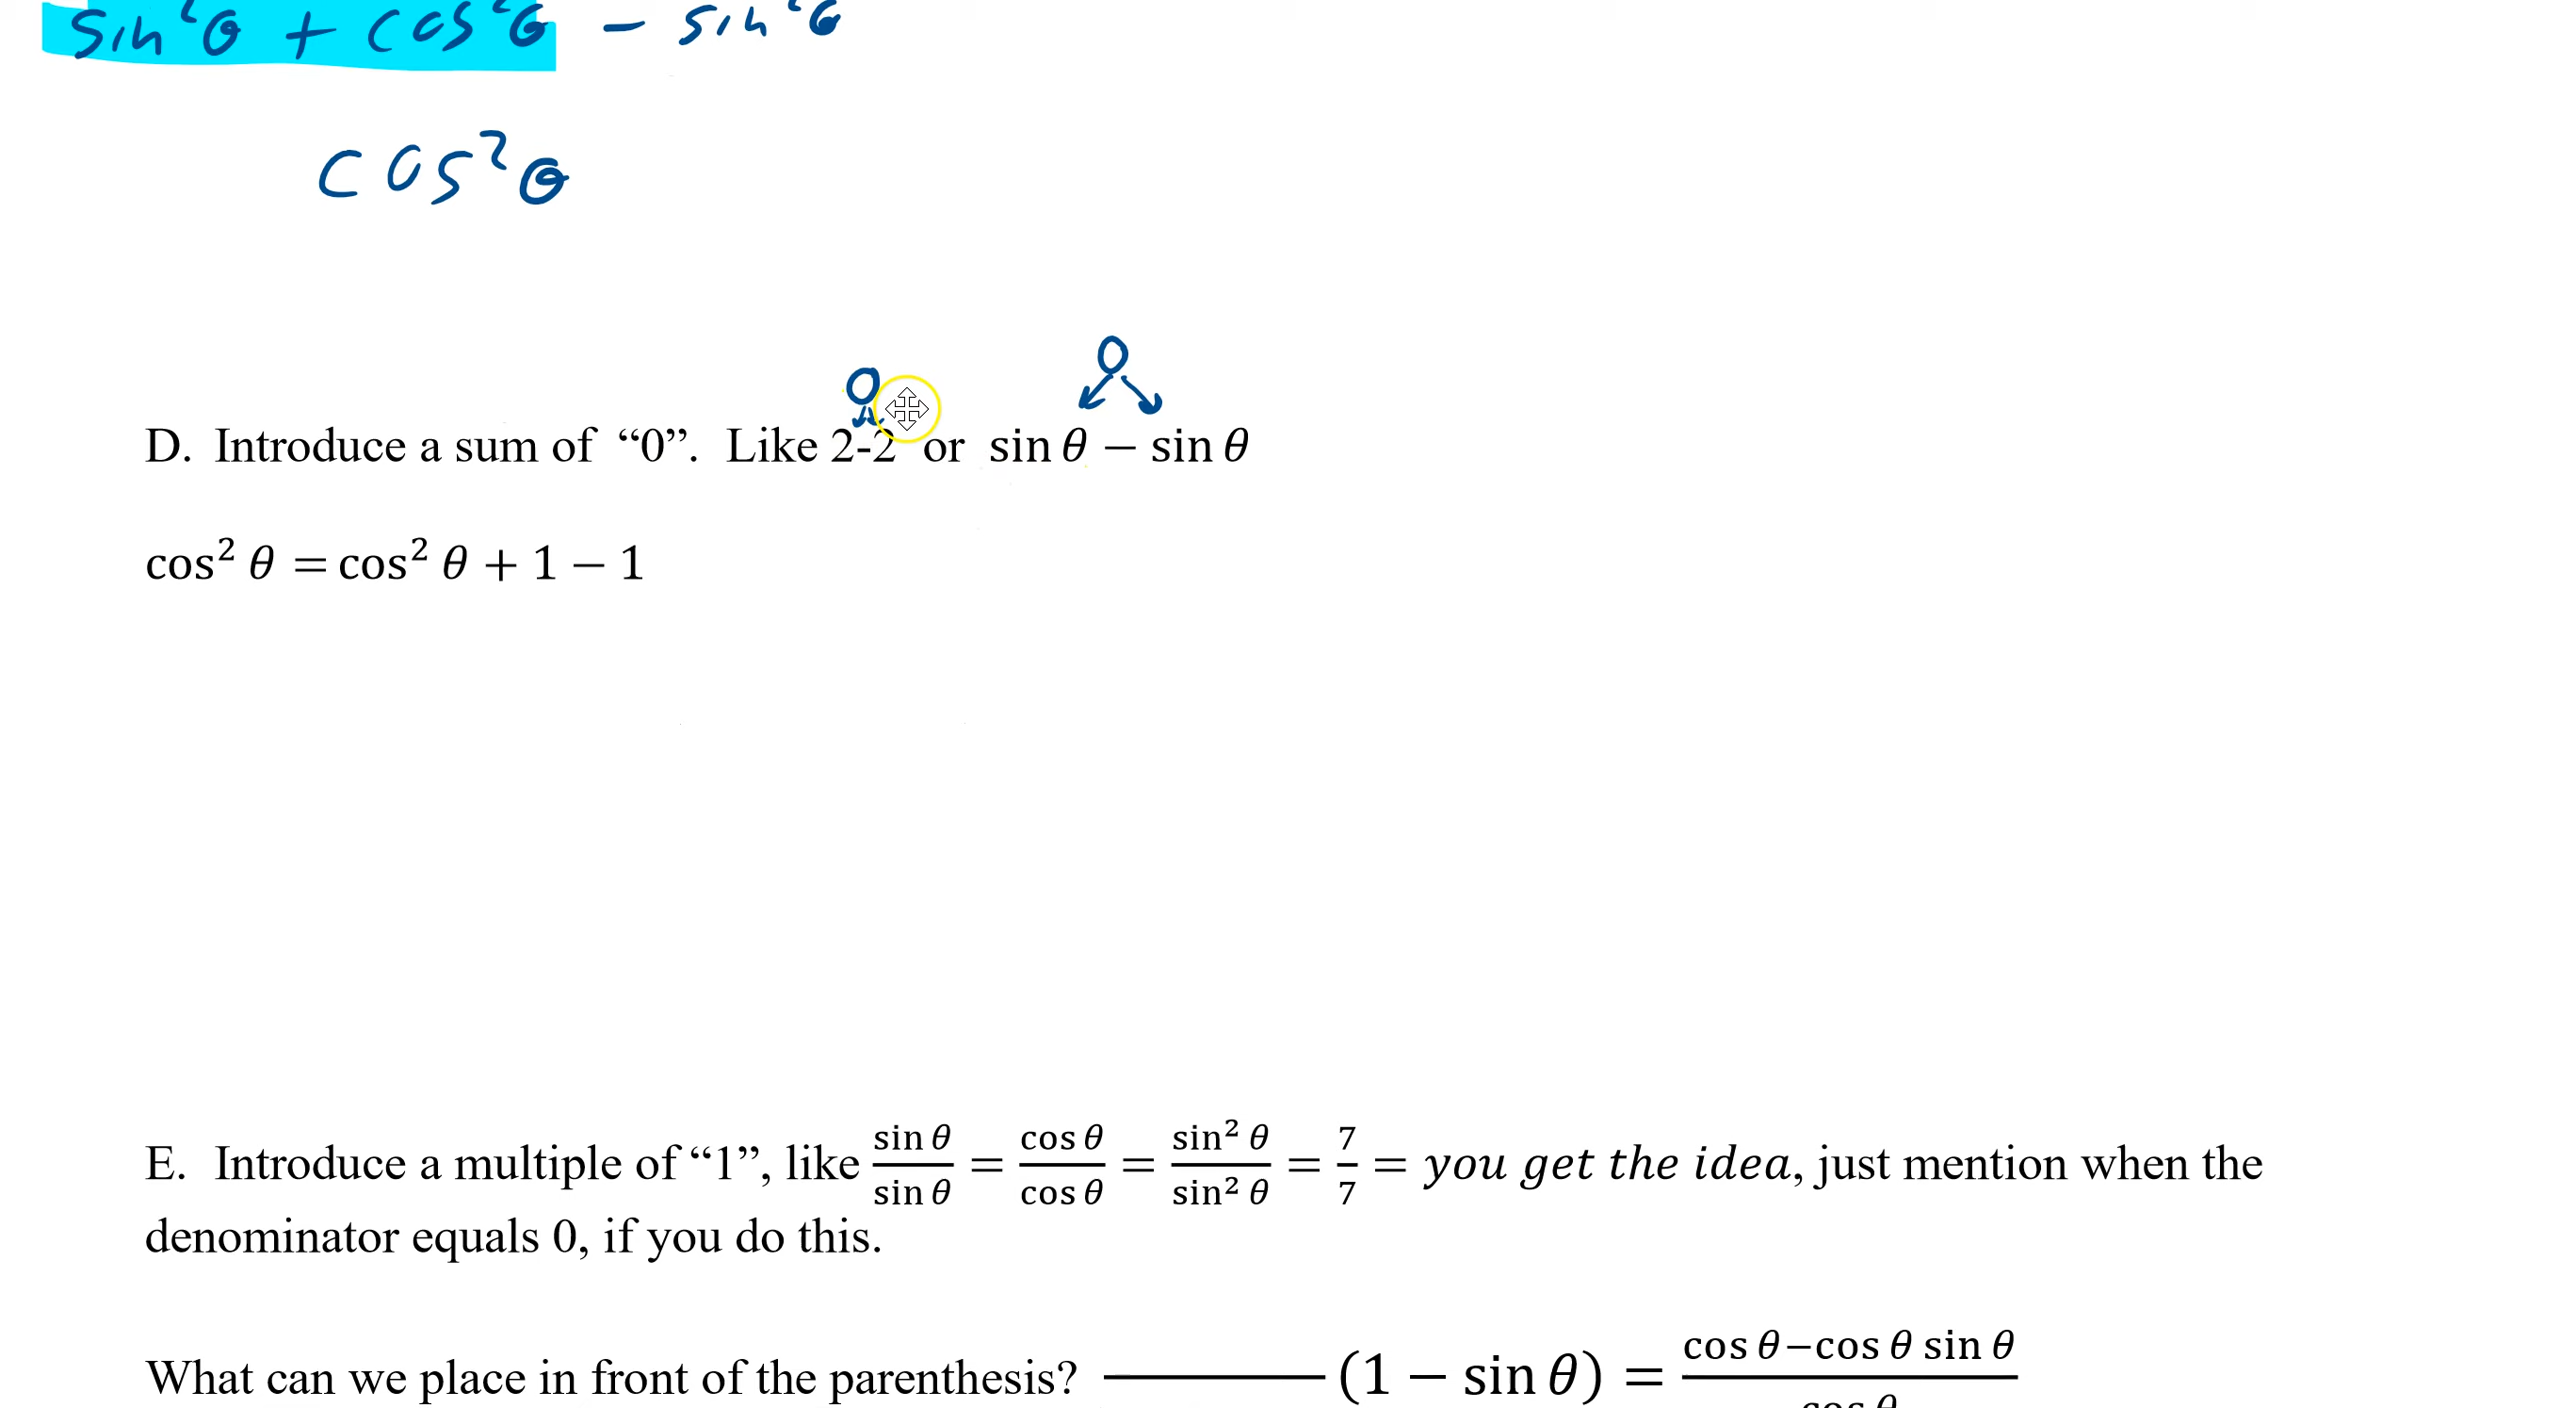 sin²θ + cos²θ - sin²θ
cos²θ
0 0
D. Introduce a sum of “0”. Like 2-2 or sin θ − sin θ
cos² θ = cos² θ + 1 − 1
E. Introduce a multiple of “1”, like sin θ/sin θ = cos θ/cos θ = sin² θ/sin² θ = 7/7 = you get the idea, just mention when the
denominator equals 0, if you do this.
What can we place in front of the parenthesis? ______ (1 − sin θ) = cos θ−cos θ sin θ/cos θ